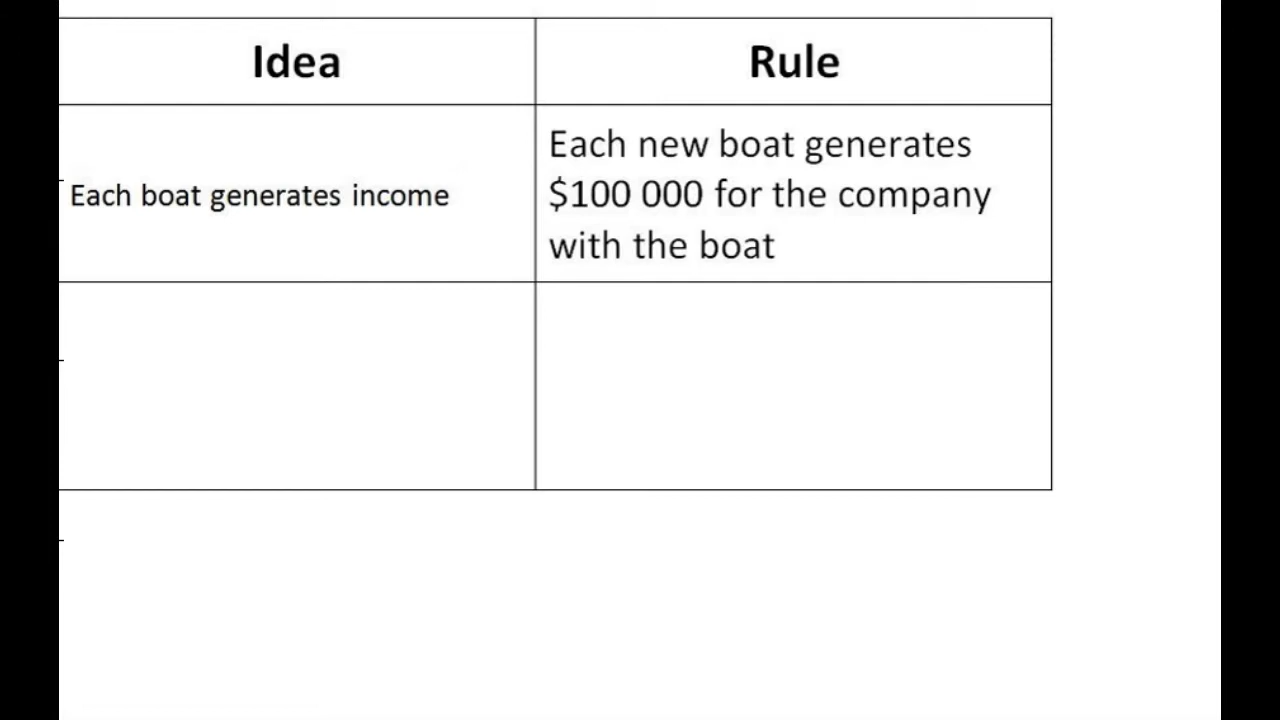 Idea
Rule
Each boat generates income
Each new boat generates
$100 000 for the company
with the boat